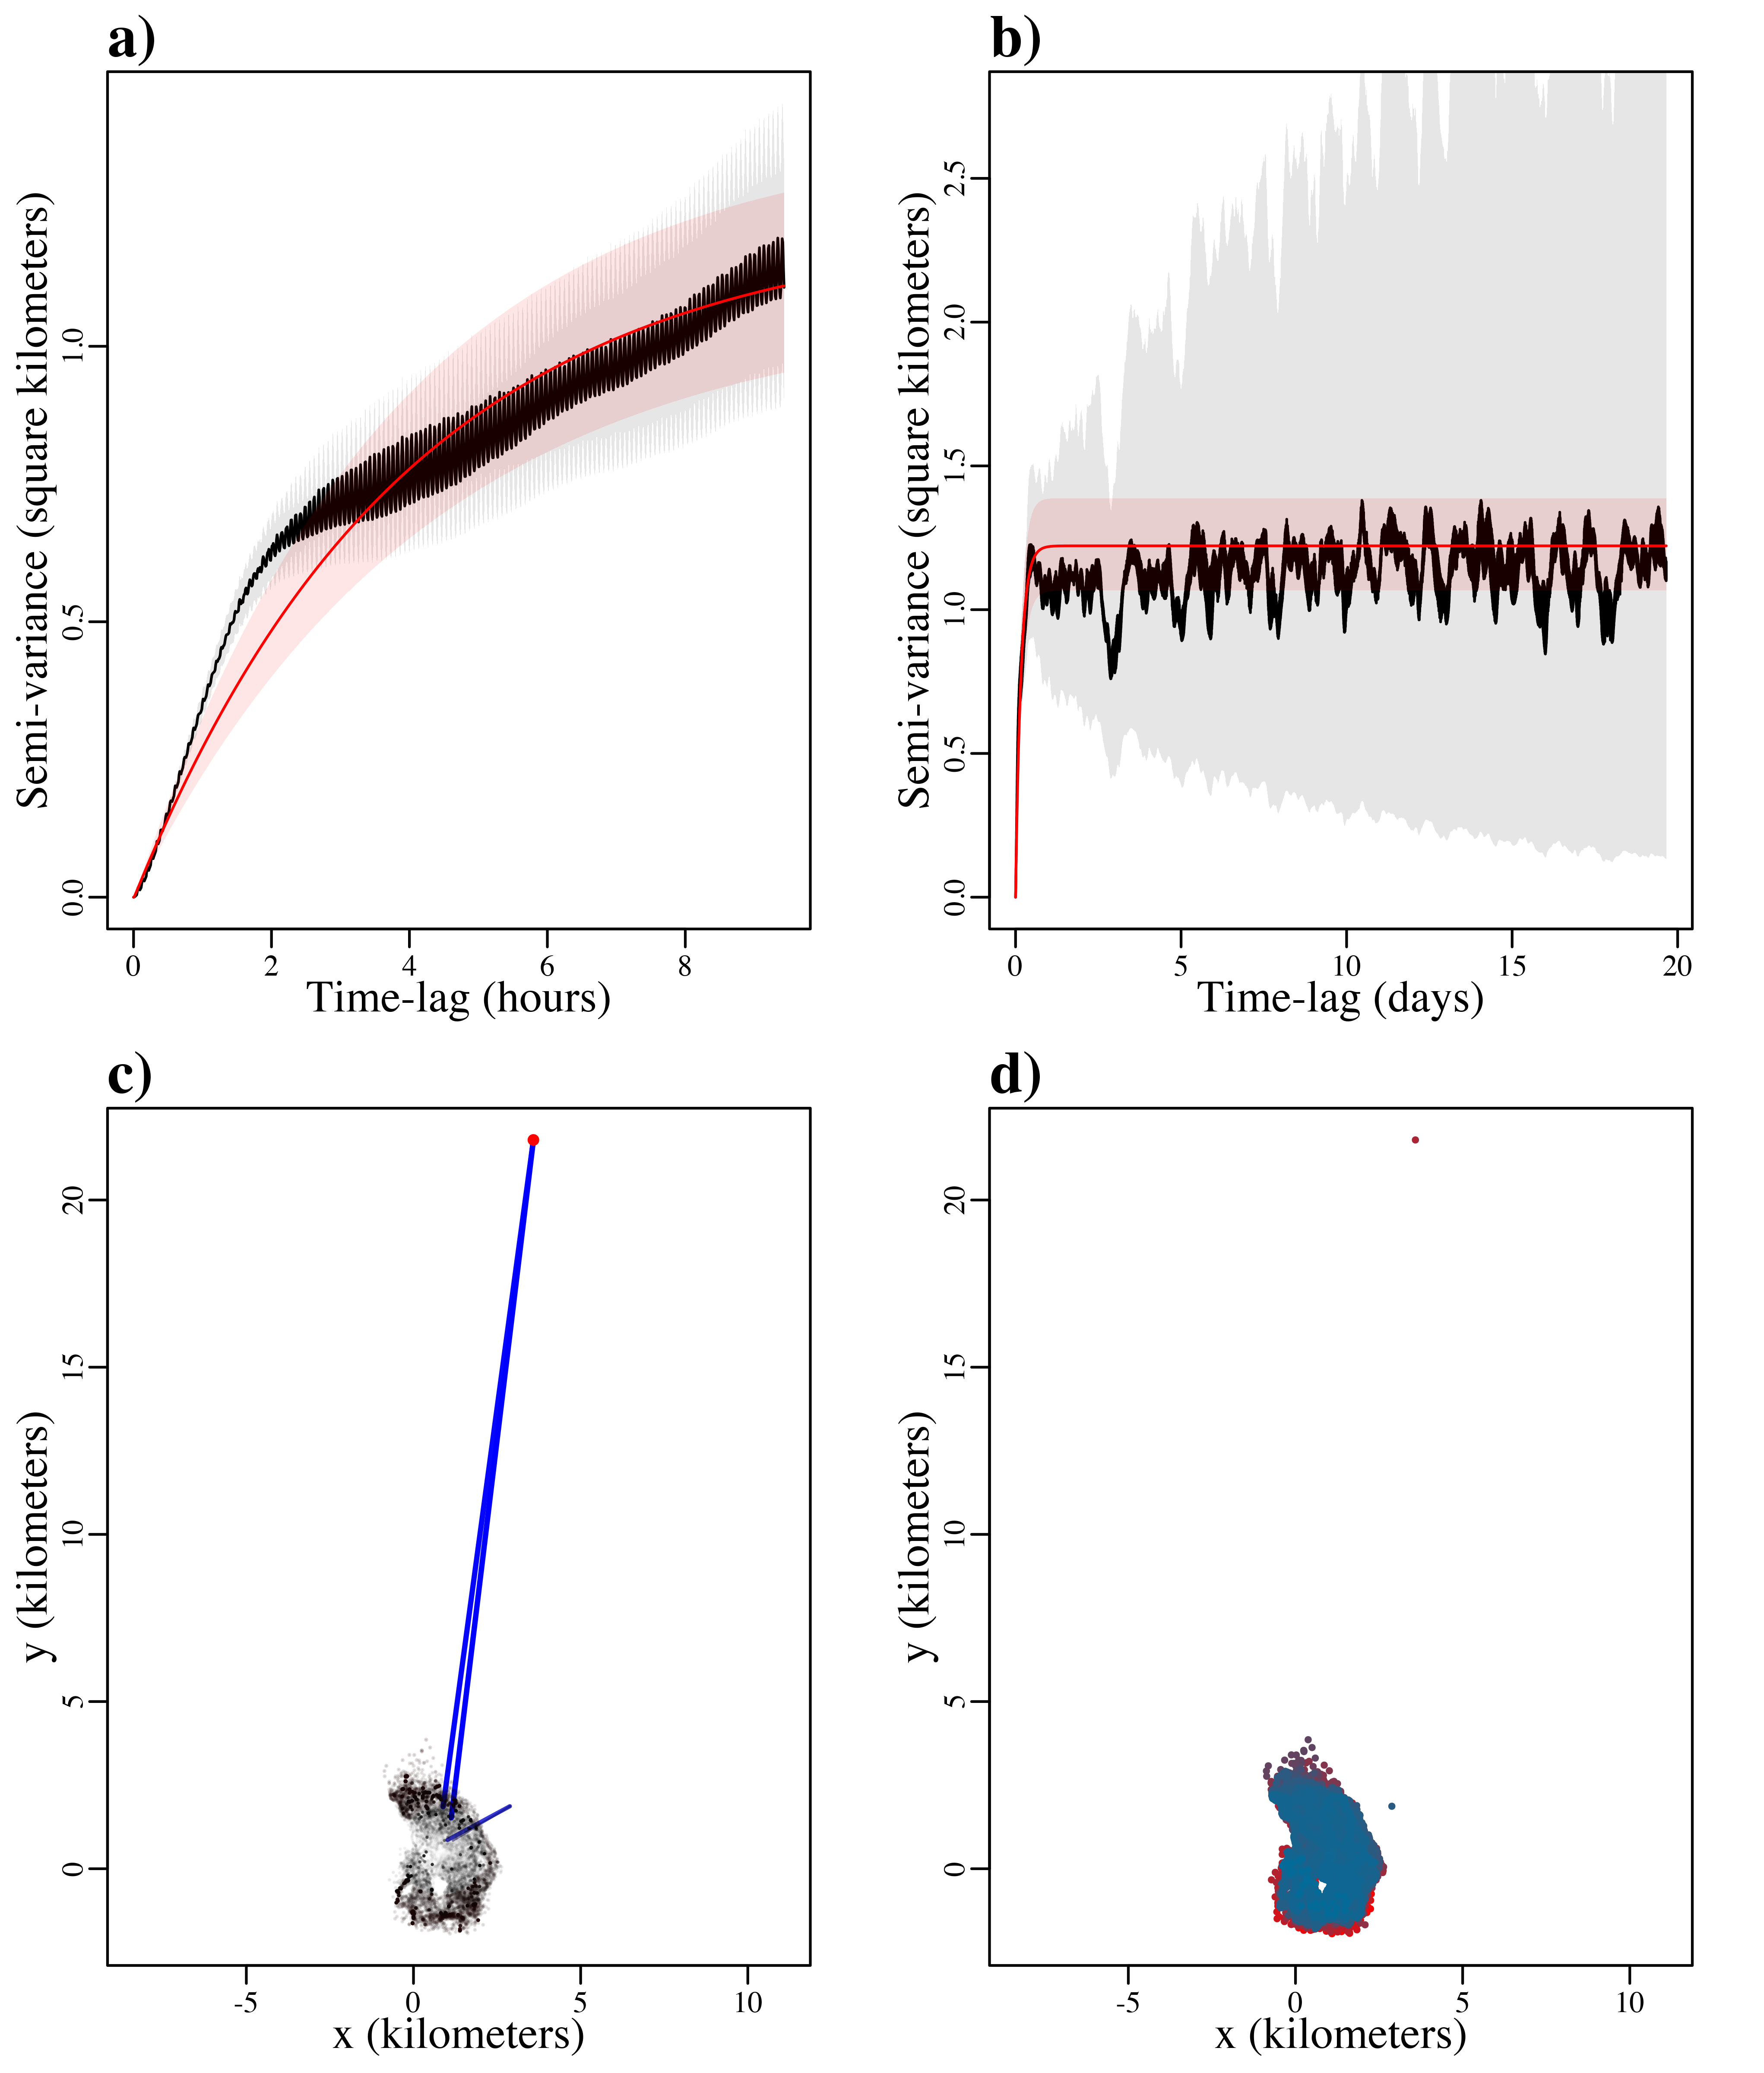 a)
Semi-variance (square kilometers)
0.0 0.5 1.0
0 2 4 6 8
Time-lag (hours)
b)
Semi-variance (square kilometers)
0.0 0.5 1.0 1.5 2.0 2.5
0 5 10 15 20
Time-lag (days)
c)
y (kilometers)
0 5 10 15 20
-5 0 5 10
x (kilometers)
d)
y (kilometers)
0 5 10 15 20
-5 0 5 10
x (kilometers)